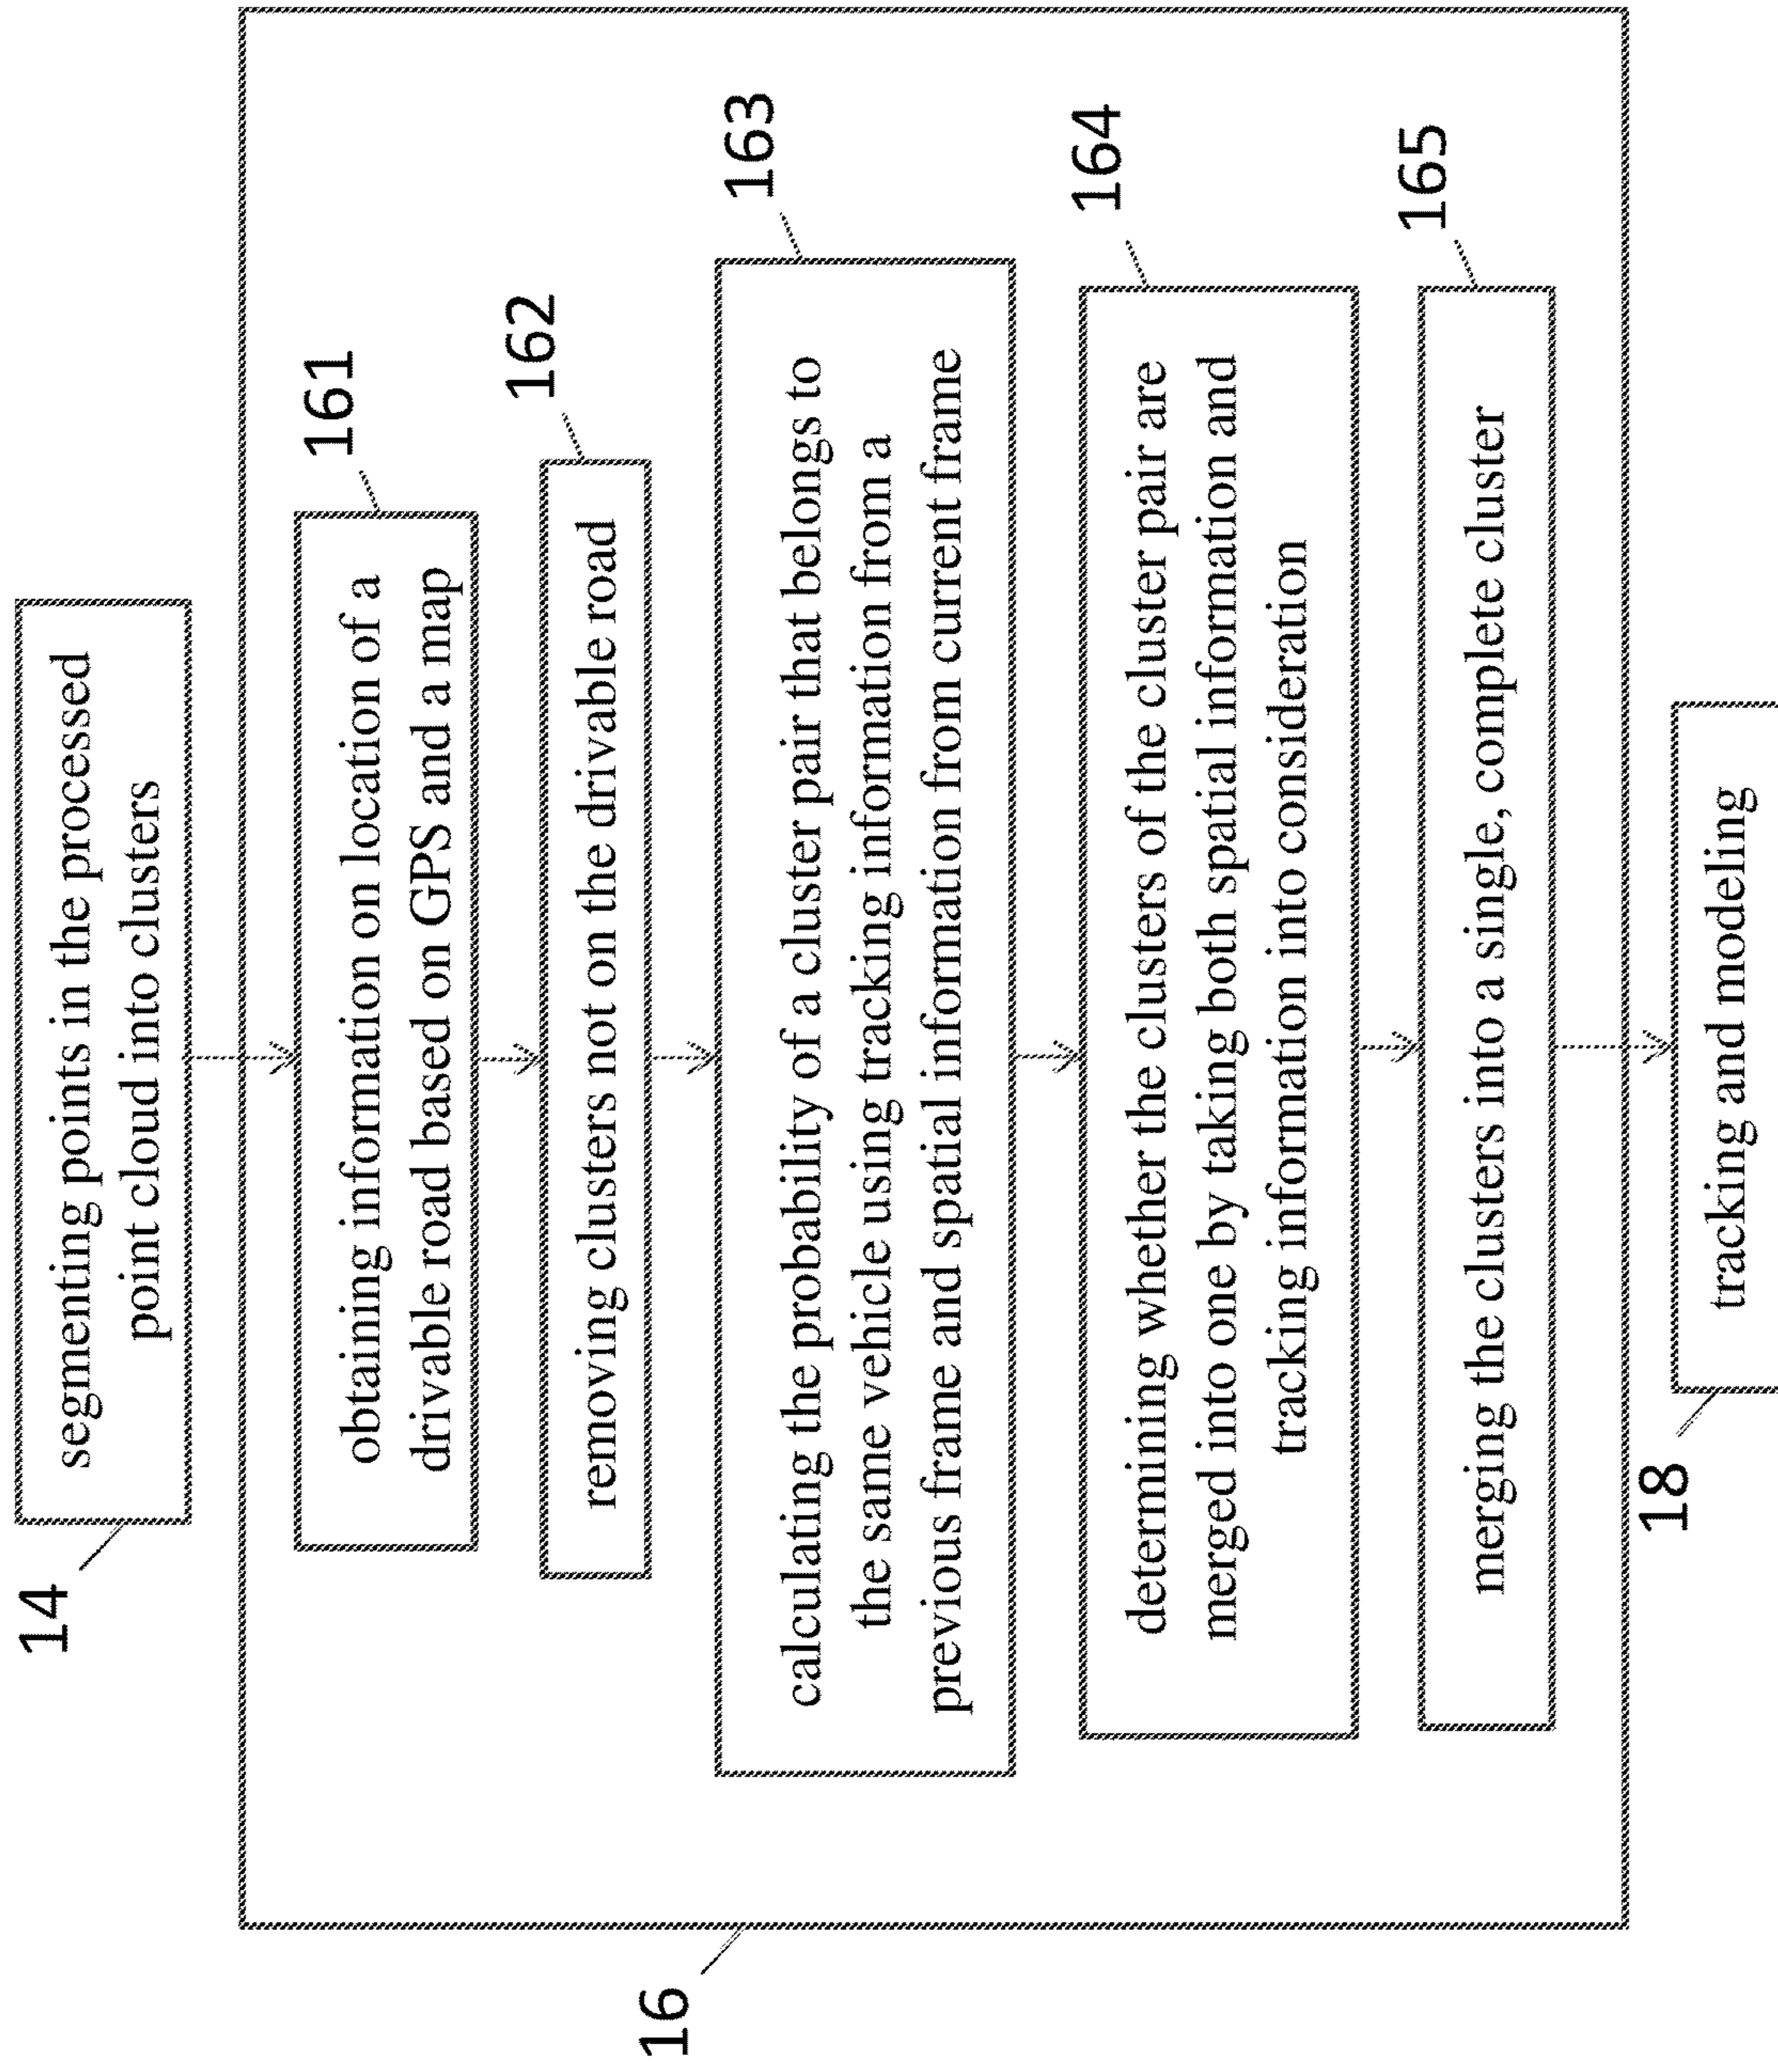 14
segmenting points in the processed
point cloud into clusters
16
161
obtaining information on location of a
drivable road based on GPS and a map
162
removing clusters not on the drivable road
163
calculating the probability of a cluster pair that belongs to
the same vehicle using tracking information from a
previous frame and spatial information from current frame
164
determining whether the clusters of the cluster pair are
merged into one by taking both spatial information and
tracking information into consideration
165
merging the clusters into a single, complete cluster
18
tracking and modeling